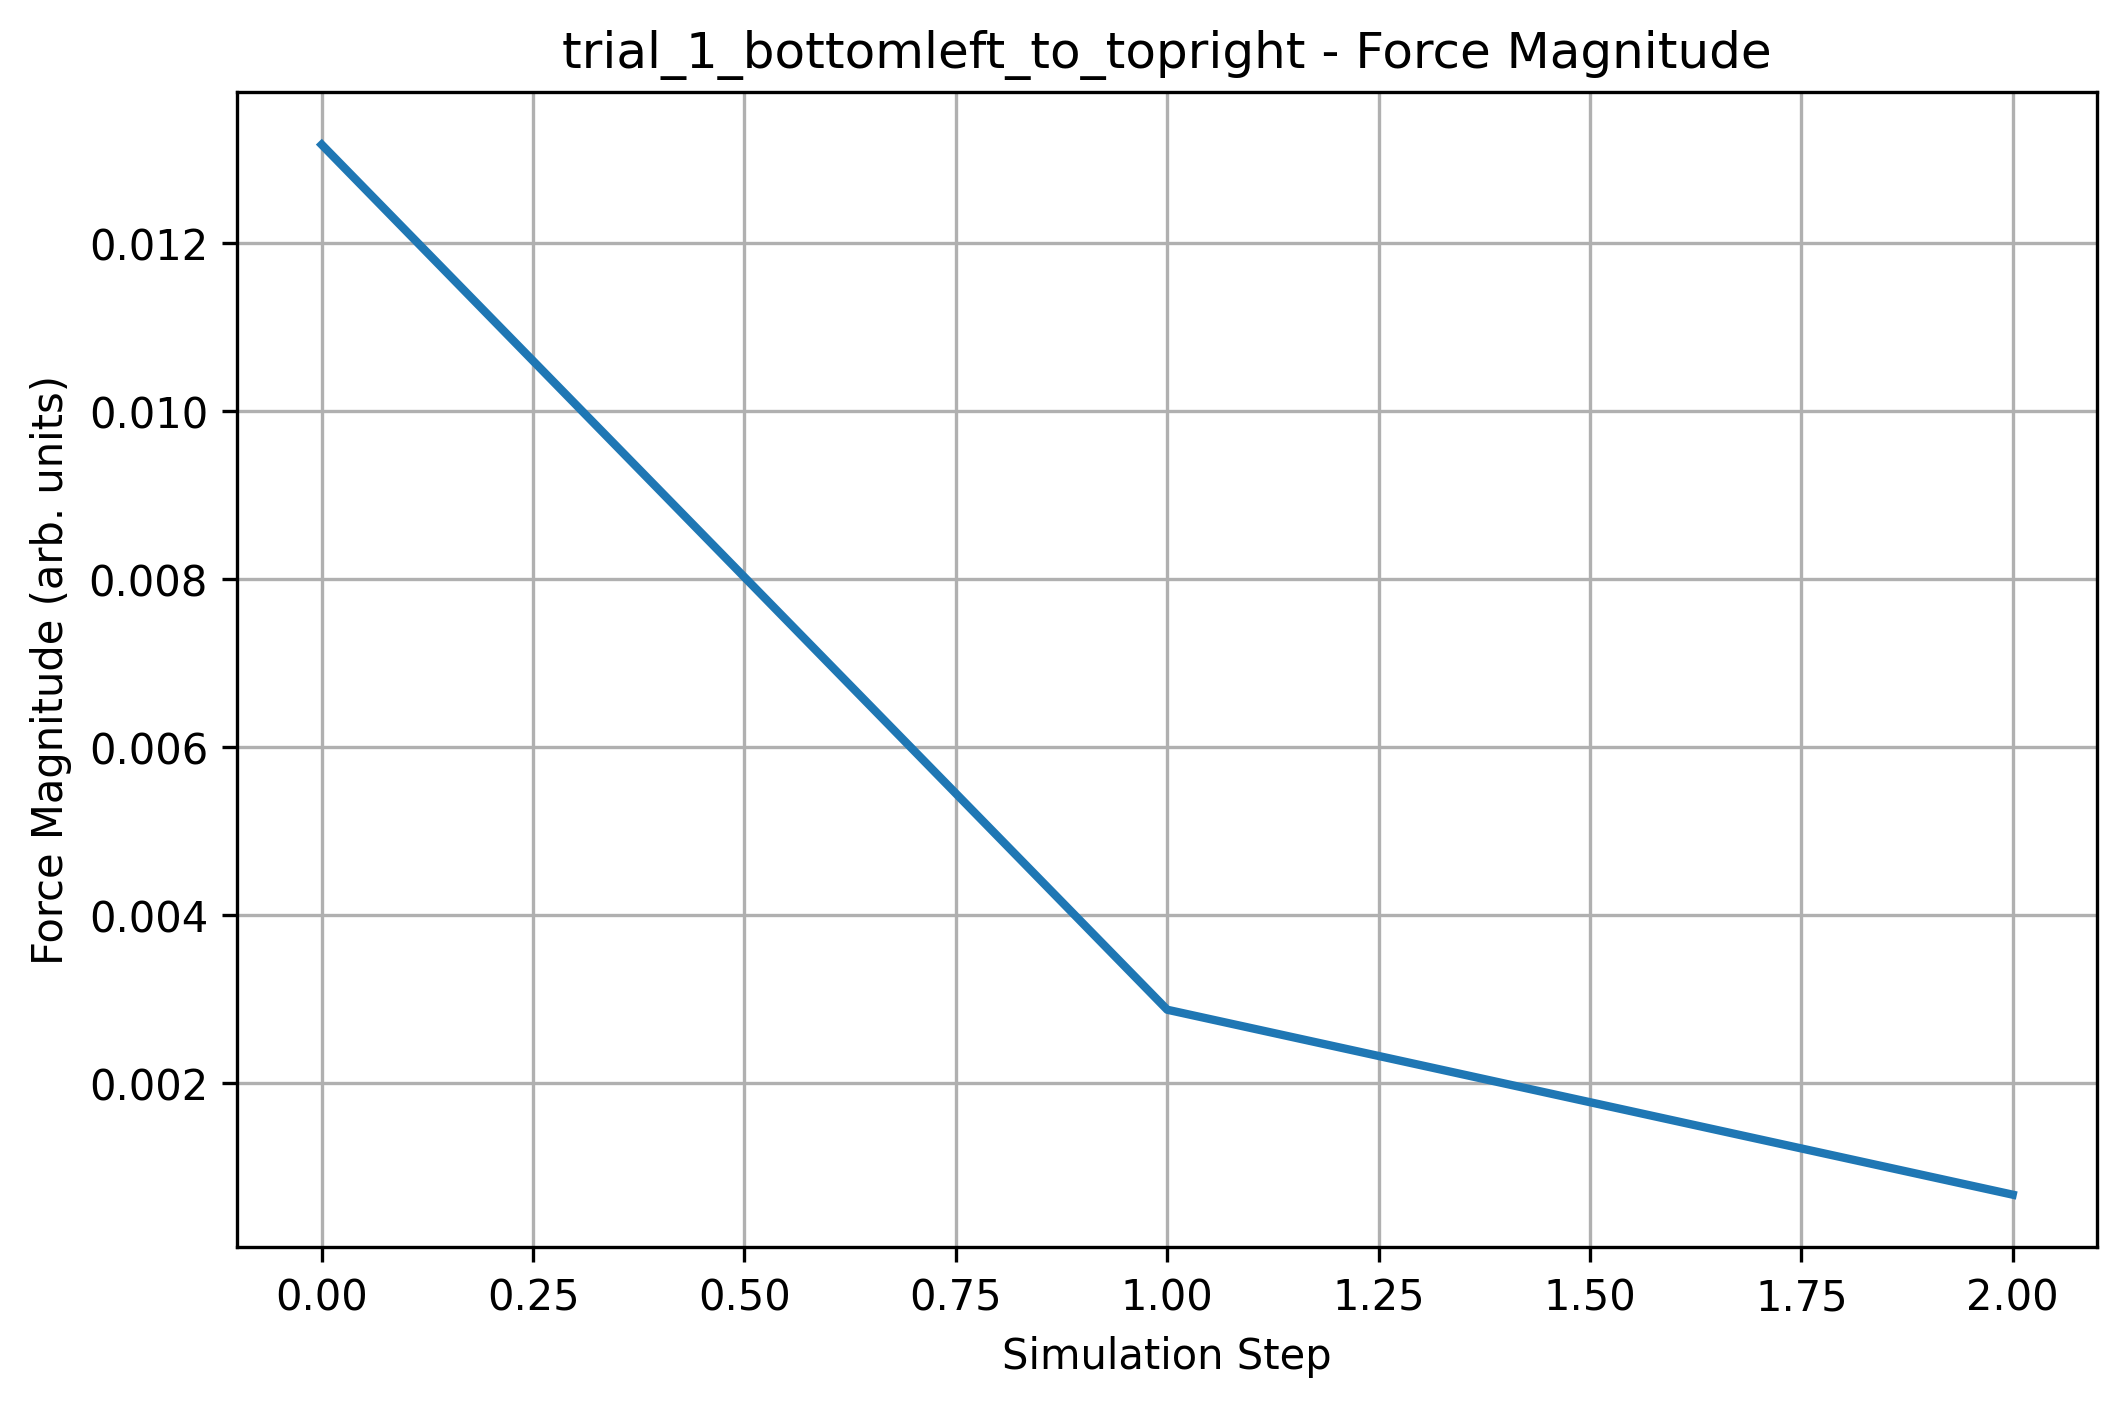 trial_1_bottomleft_to_topright - Force Magnitude
Force Magnitude (arb. units)
0.012
0.010
0.008
0.006
0.004
0.002
0.00 0.25 0.50 0.75 1.00 1.25 1.50 1.75 2.00
Simulation Step